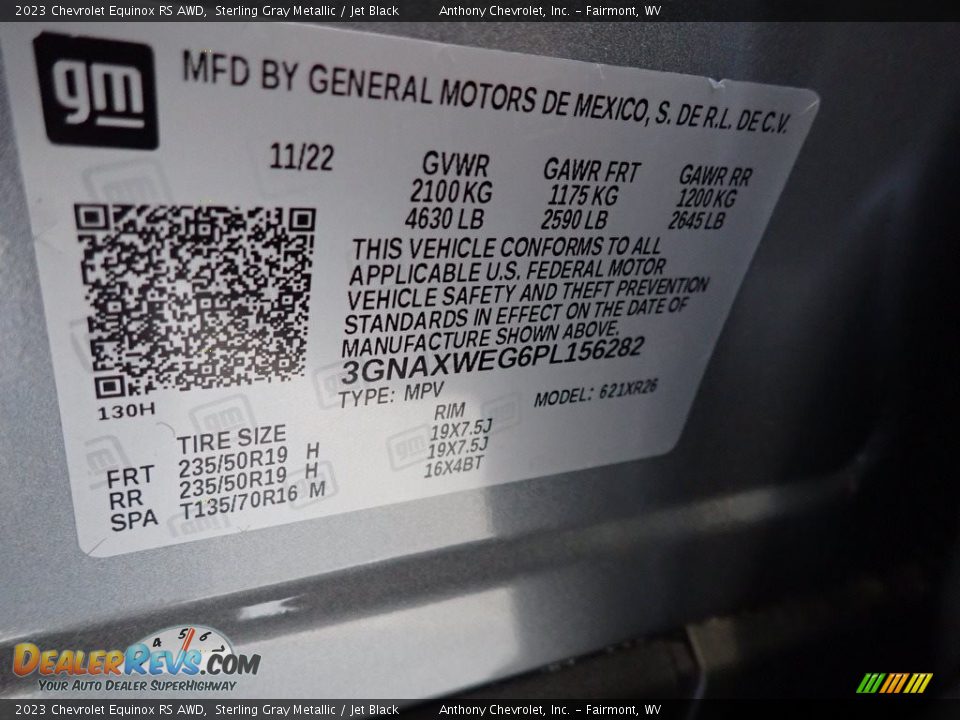 2023 Chevrolet Equinox RS AWD, Sterling Gray Metallic / Jet Black Anthony Chevrolet, Inc. - Fairmont, WV
gm
MFD BY GENERAL MOTORS DE MEXICO, S. DE R.L. DE C.V.
11/22 GVWR GAWR FRT GAWR RR
2100 KG 1175 KG 1200 KG
4630 LB 2590 LB 2645 LB
THIS VEHICLE CONFORMS TO ALL
APPLICABLE U.S. FEDERAL MOTOR
VEHICLE SAFETY AND THEFT PREVENTION
STANDARDS IN EFFECT ON THE DATE OF
MANUFACTURE SHOWN ABOVE.
3GNAXWEG6PL156282
TYPE: MPV MODEL: 621XR26
130H
TIRE SIZE RIM
FRT 235/50R19 H 19X7.5J
RR 235/50R19 H 19X7.5J
SPA T135/70R16 M 16X4BT
4 5 6
DEALERREVS.COM
YOUR AUTO DEALER SUPERHIGHWAY
2023 Chevrolet Equinox RS AWD, Sterling Gray Metallic / Jet Black Anthony Chevrolet, Inc. - Fairmont, WV